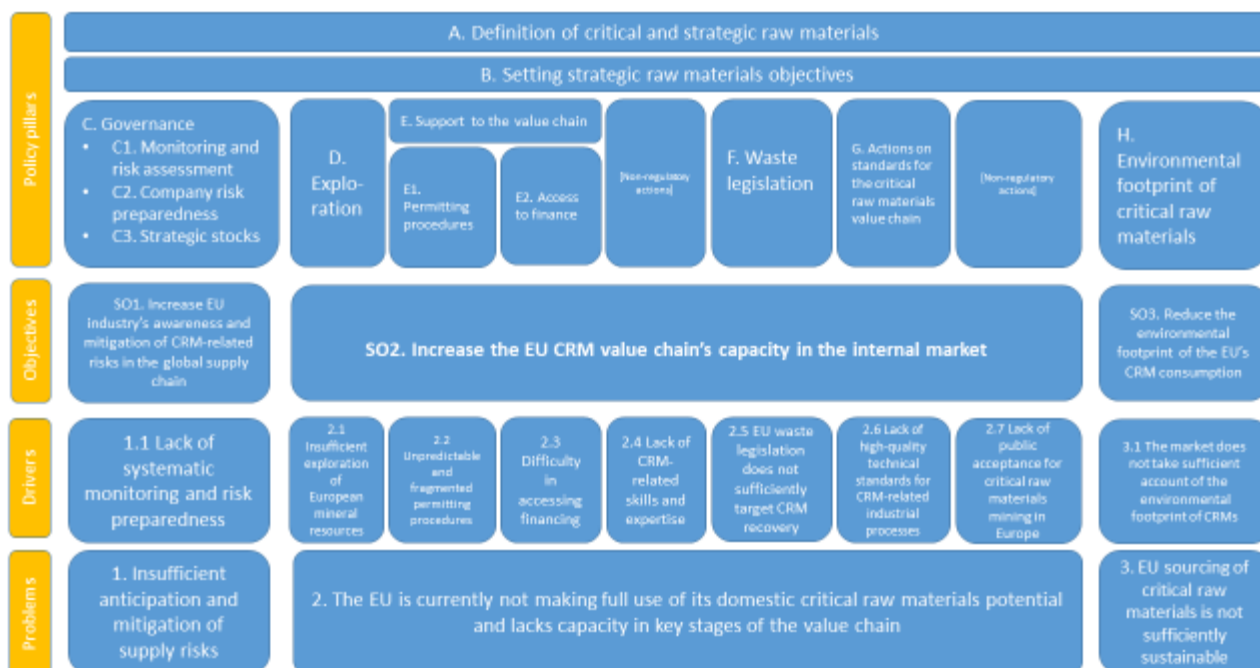 Policy pillars
A. Definition of critical and strategic raw materials
B. Setting strategic raw materials objectives
C. Governance
• C1. Monitoring and
risk assessment
• C2. Company risk
preparedness
• C3. Strategic stocks
D.
Explo-
ration
E. Support to the value chain
E1.
Permitting
procedures
E2. Access
to finance
[Non-regulatory
actions]
F. Waste
legislation
G. Actions on
standards for
the critical
raw materials
value chain
[Non-regulatory
actions]
H.
Environmental
footprint of
critical raw
materials
Objectives
SO1. Increase EU
industry's awareness and
mitigation of CRM-related
risks in the global supply
chain
SO2. Increase the EU CRM value chain's capacity in the internal market
SO3. Reduce the
environmental
footprint of the EU's
CRM consumption
Drivers
1.1 Lack of
systematic
monitoring and risk
preparedness
2.1
Insufficient
exploration
of
European
mineral
resources
2.2
Unpredictable
and
fragmented
permitting
procedures
2.3
Difficulty
in
accessing
financing
2.4 Lack of
CRM-
related
skills and
expertise
2.5 EU waste
legislation
does not
sufficiently
target CRM
recovery
2.6 Lack of
high-quality
technical
standards for
CRM-related
industrial
processes
2.7 Lack of
public
acceptance for
critical raw
materials
mining in
Europe
3.1 The market does
not take sufficient
account of the
environmental
footprint of CRMs
Problems
1. Insufficient
anticipation and
mitigation of
supply risks
2. The EU is currently not making full use of its domestic critical raw materials potential
and lacks capacity in key stages of the value chain
3. EU sourcing of
critical raw
materials is not
sufficiently
sustainable